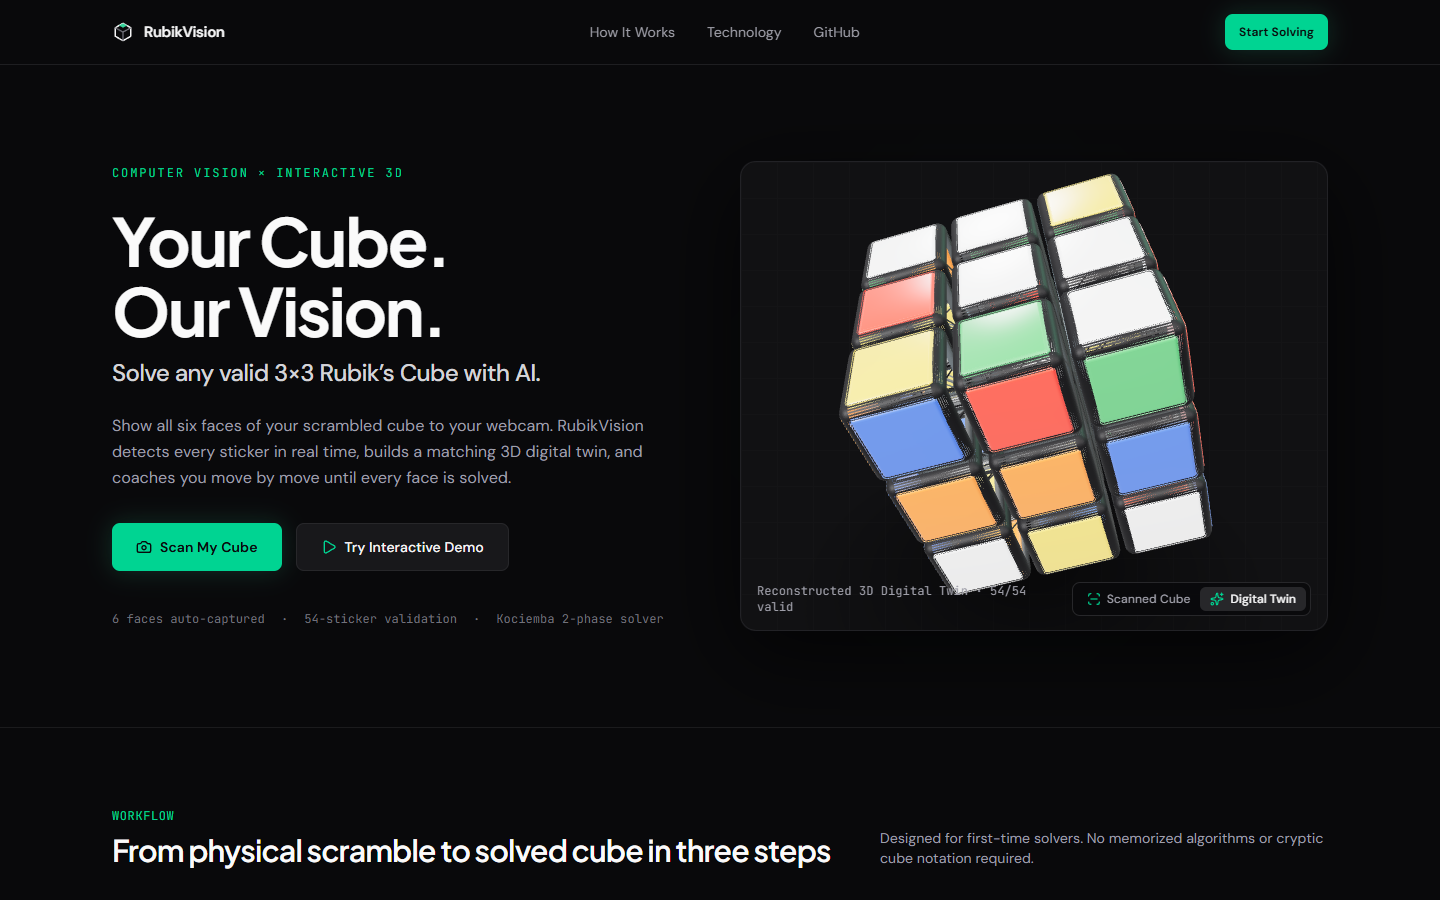 RubikVision
How It Works
Technology
GitHub
Start Solving
COMPUTER VISION × INTERACTIVE 3D
Your Cube.
Our Vision.
Solve any valid 3×3 Rubik’s Cube with AI.
Show all six faces of your scrambled cube to your webcam. RubikVision
detects every sticker in real time, builds a matching 3D digital twin, and
coaches you move by move until every face is solved.
Scan My Cube
Try Interactive Demo
6 faces auto-captured · 54-sticker validation · Kociemba 2-phase solver
Reconstructed 3D Digital Twin · 54/54
valid
Scanned Cube
Digital Twin
WORKFLOW
From physical scramble to solved cube in three steps
Designed for first-time solvers. No memorized algorithms or cryptic
cube notation required.